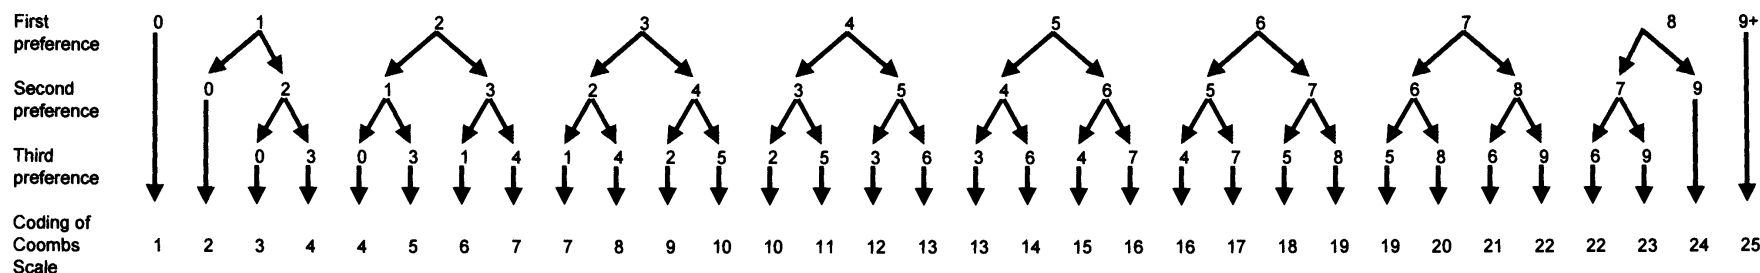 First preference 0 1 2 3 4 5 6 7 8 9+
Second preference 0 2 1 3 2 4 3 5 4 6 5 7 6 8 7 9
Third preference 0 3 0 3 1 4 1 4 2 5 2 5 3 6 3 6 4 7 4 7 5 8 5 8 6 9 6 9
Coding of Coombs Scale 1 2 3 4 4 5 6 7 7 8 9 10 10 11 12 13 13 14 15 16 16 17 18 19 19 20 21 22 22 23 24 25